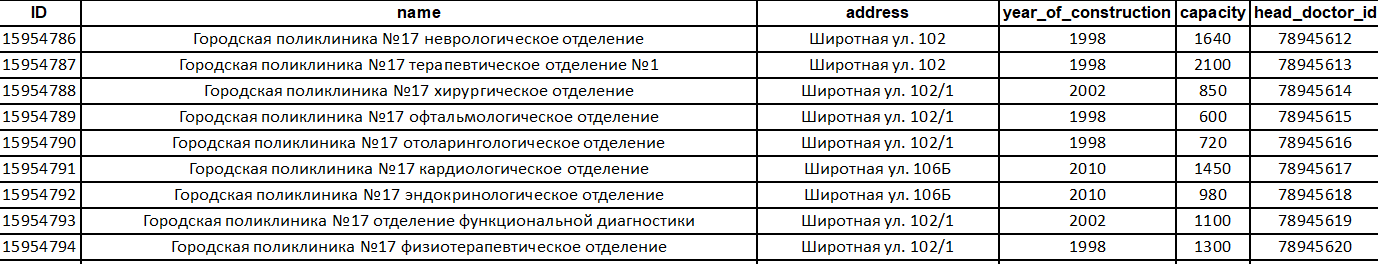 ID name address year_of_construction capacity head_doctor_id
15954786 Городская поликлиника №17 неврологическое отделение Широтная ул. 102 1998 1640 78945612
15954787 Городская поликлиника №17 терапевтическое отделение №1 Широтная ул. 102 1998 2100 78945613
15954788 Городская поликлиника №17 хирургическое отделение Широтная ул. 102/1 2002 850 78945614
15954789 Городская поликлиника №17 офтальмологическое отделение Широтная ул. 102/1 1998 600 78945615
15954790 Городская поликлиника №17 отоларингологическое отделение Широтная ул. 102/1 1998 720 78945616
15954791 Городская поликлиника №17 кардиологическое отделение Широтная ул. 106Б 2010 1450 78945617
15954792 Городская поликлиника №17 эндокринологическое отделение Широтная ул. 106Б 2010 980 78945618
15954793 Городская поликлиника №17 отделение функциональной диагностики Широтная ул. 102/1 2002 1100 78945619
15954794 Городская поликлиника №17 физиотерапевтическое отделение Широтная ул. 102/1 1998 1300 78945620